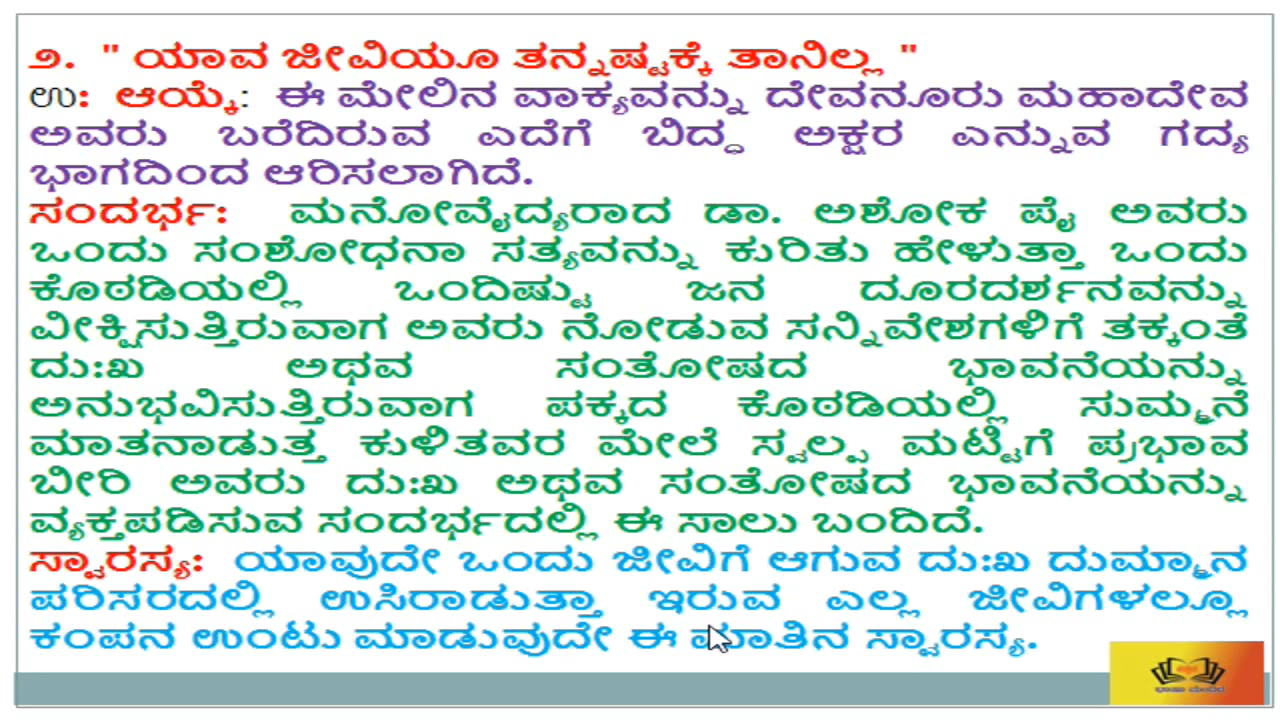 ೨. " ಯಾವ ಜೀವಿಯೂ ತನ್ನಷ್ಟಕ್ಕೆ ತಾನಿಲ್ಲ "
ಉ: ಆಯ್ಕೆ: ಈ ಮೇಲಿನ ವಾಕ್ಯವನ್ನು ದೇವನೂರು ಮಹಾದೇವ
ಅವರು ಬರೆದಿರುವ ಎದೆಗೆ ಬಿದ್ದ ಅಕ್ಷರ ಎನ್ನುವ ಗದ್ಯ
ಭಾಗದಿಂದ ಆರಿಸಲಾಗಿದೆ.
ಸಂದರ್ಭ: ಮನೋವೈದ್ಯರಾದ ಡಾ. ಅಶೋಕ ಪೈ ಅವರು
ಒಂದು ಸಂಶೋಧನಾ ಸತ್ಯವನ್ನು ಕುರಿತು ಹೇಳುತ್ತಾ ಒಂದು
ಕೊಠಡಿಯಲ್ಲಿ ಒಂದಿಷ್ಟು ಜನ ದೂರದರ್ಶನವನ್ನು
ವೀಕ್ಷಿಸುತ್ತಿರುವಾಗ ಅವರು ನೋಡುವ ಸನ್ನಿವೇಶಗಳಿಗೆ ತಕ್ಕಂತೆ
ದು:ಖ ಅಥವ ಸಂತೋಷದ ಭಾವನೆಯನ್ನು
ಅನುಭವಿಸುತ್ತಿರುವಾಗ ಪಕ್ಕದ ಕೊಠಡಿಯಲ್ಲಿ ಸುಮ್ಮನೆ
ಮಾತನಾಡುತ್ತ ಕುಳಿತವರ ಮೇಲೆ ಸ್ವಲ್ಪ ಮಟ್ಟಿಗೆ ಪ್ರಭಾವ
ಬೀರಿ ಅವರು ದು:ಖ ಅಥವ ಸಂತೋಷದ ಭಾವನೆಯನ್ನು
ವ್ಯಕ್ತಪಡಿಸುವ ಸಂದರ್ಭದಲ್ಲಿ ಈ ಸಾಲು ಬಂದಿದೆ.
ಸ್ವಾರಸ್ಯ: ಯಾವುದೇ ಒಂದು ಜೀವಿಗೆ ಆಗುವ ದು:ಖ ದುಮ್ಮಾನ
ಪರಿಸರದಲ್ಲಿ ಉಸಿರಾಡುತ್ತಾ ಇರುವ ಎಲ್ಲ ಜೀವಿಗಳಲ್ಲೂ
ಕಂಪನ ಉಂಟು ಮಾಡುವುದೇ ಈ ಮಾತಿನ ಸ್ವಾರಸ್ಯ.